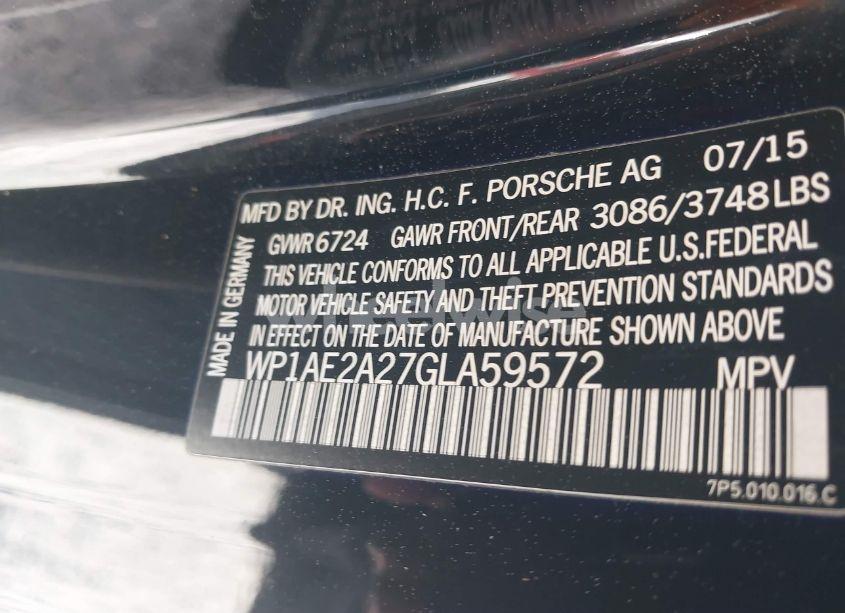 MFD BY DR. ING. H.C. F. PORSCHE AG 07/15
GVWR 6724 GAWR FRONT/REAR 3086/3748LBS
THIS VEHICLE CONFORMS TO ALL APPLICABLE U.S.FEDERAL
MOTOR VEHICLE SAFETY AND THEFT PREVENTION STANDARDS
IN EFFECT ON THE DATE OF MANUFACTURE SHOWN ABOVE
WP1AE2A27GLA59572 MPV
7P5.010.016.C
MADE IN GERMANY
wheelwise